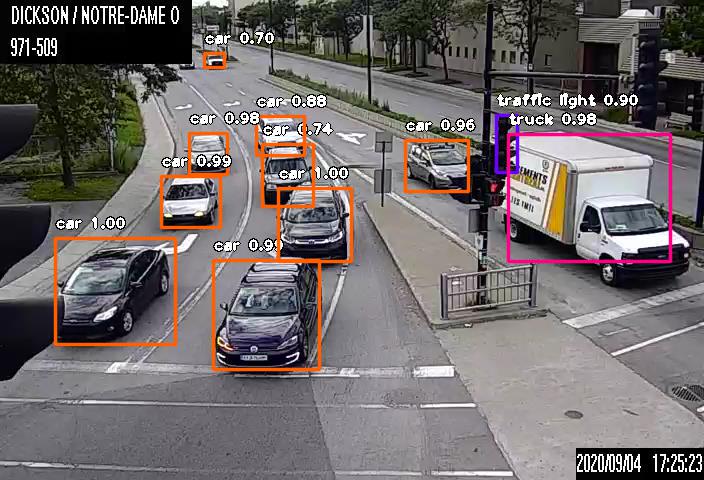 DICKSON / NOTRE-DAME O
971-509
car 0.70
car 0.88
car 0.98
car 0.74
car 0.96
traffic light 0.90
truck 0.98
car 0.99
car 1.00
car 1.00
car 0.99
2020/09/04 17:25:23